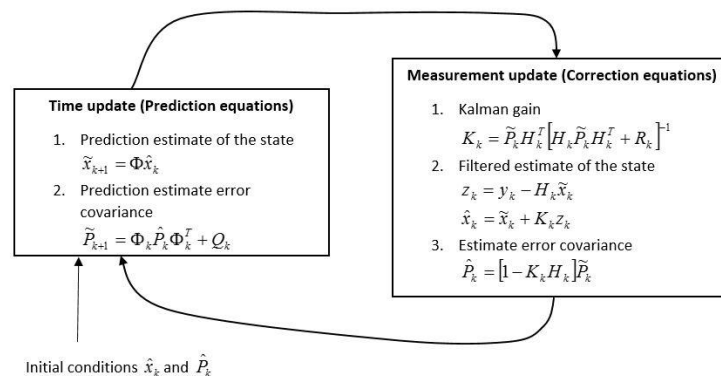 Time update (Prediction equations)
1. Prediction estimate of the state
x̃ₖ₊₁ = Φx̂ₖ
2. Prediction estimate error
covariance
P̃ₖ₊₁ = ΦₖP̂ₖΦₖᵀ + Qₖ
Initial conditions x̂ₖ and P̂ₖ
Measurement update (Correction equations)
1. Kalman gain
Kₖ = P̃ₖHₖᵀ[HₖP̃ₖHₖᵀ + Rₖ]⁻¹
2. Filtered estimate of the state
zₖ = yₖ − Hₖx̃ₖ
x̂ₖ = x̃ₖ + Kₖzₖ
3. Estimate error covariance
P̂ₖ = [1 − KₖHₖ]P̃ₖ